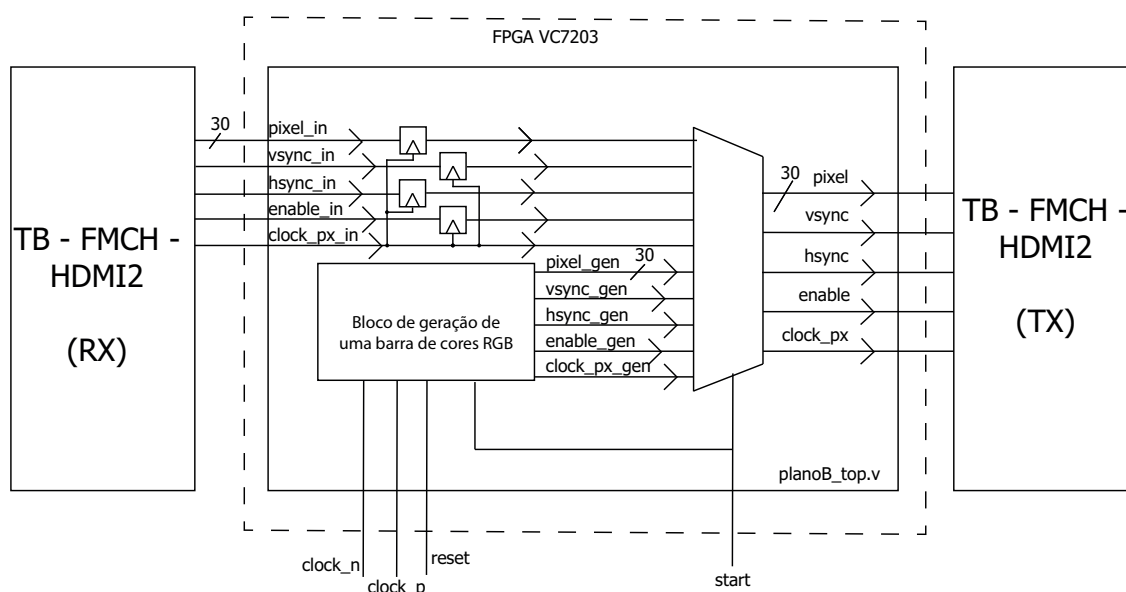 FPGA VC7203
TB - FMCH -
HDMI2
(RX)
30
pixel_in
vsync_in
hsync_in
enable_in
clock_px_in
Bloco de geração de
uma barra de cores RGB
pixel_gen
30
vsync_gen
hsync_gen
enable_gen
clock_px_gen
30
pixel
vsync
hsync
enable
clock_px
TB - FMCH -
HDMI2
(TX)
planoB_top.v
clock_n
clock_p
reset
start